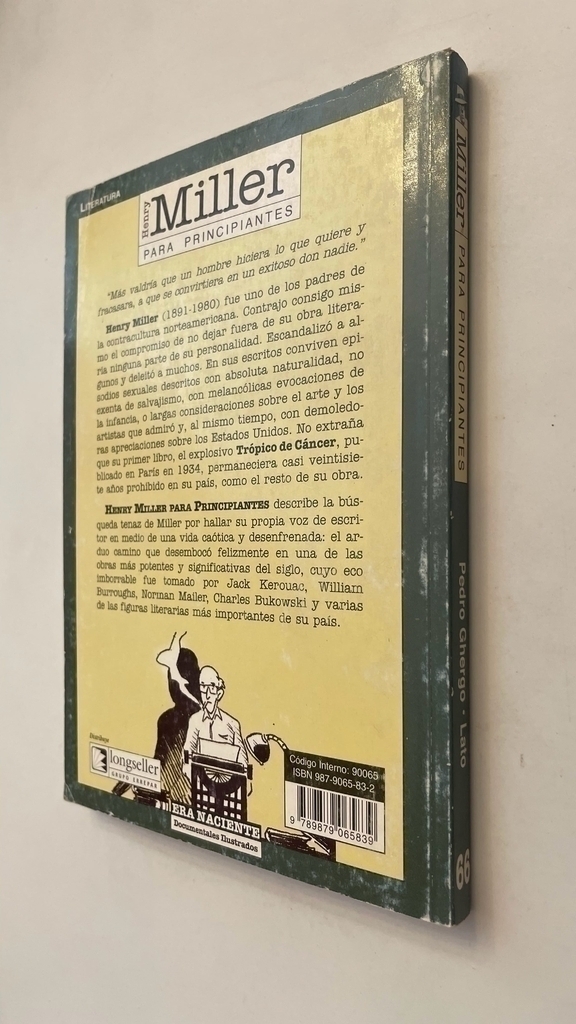 LITERATURA
Henry
Miller
PARA PRINCIPIANTES
"Más valdría que un hombre hiciera lo que quiere y
fracasara, a que se convirtiera en un exitoso don nadie."
Henry Miller (1891-1980) fue uno de los padres de
la contracultura norteamericana. Contrajo consigo mis-
mo el compromiso de no dejar fuera de su obra litera-
ria ninguna parte de su personalidad. Escandalizó a al-
gunos y deleitó a muchos. En sus escritos conviven epi-
sodios sexuales descritos con absoluta naturalidad, no
exenta de salvajismo, con melancólicas evocaciones de
la infancia, o largas consideraciones sobre el arte y los
artistas que admiró y, al mismo tiempo, con demoledo-
ras apreciaciones sobre los Estados Unidos. No extraña
que su primer libro, el explosivo Trópico de Cáncer, pu-
blicado en París en 1934, permaneciera casi veintisie-
te años prohibido en su país, como el resto de su obra.
HENRY MILLER PARA PRINCIPIANTES describe la bús-
queda tenaz de Miller por hallar su propia voz de escri-
tor en medio de una vida caótica y desenfrenada: el ar-
duo camino que desembocó felizmente en una de las
obras más potentes y significativas del siglo, cuyo eco
imborrable fue tomado por Jack Kerouac, William
Burroughs, Norman Mailer, Charles Bukowski y varias
de las figuras literarias más importantes de su país.
Distribuye
longseller
GRUPO ERREPAR
ERA NACIENTE
Documentales Ilustrados
Código Interno: 90065
ISBN 987-9065-83-2
9 789879 065839
Miller PARA PRINCIPIANTES
Pedro Ghergo • Lato
66